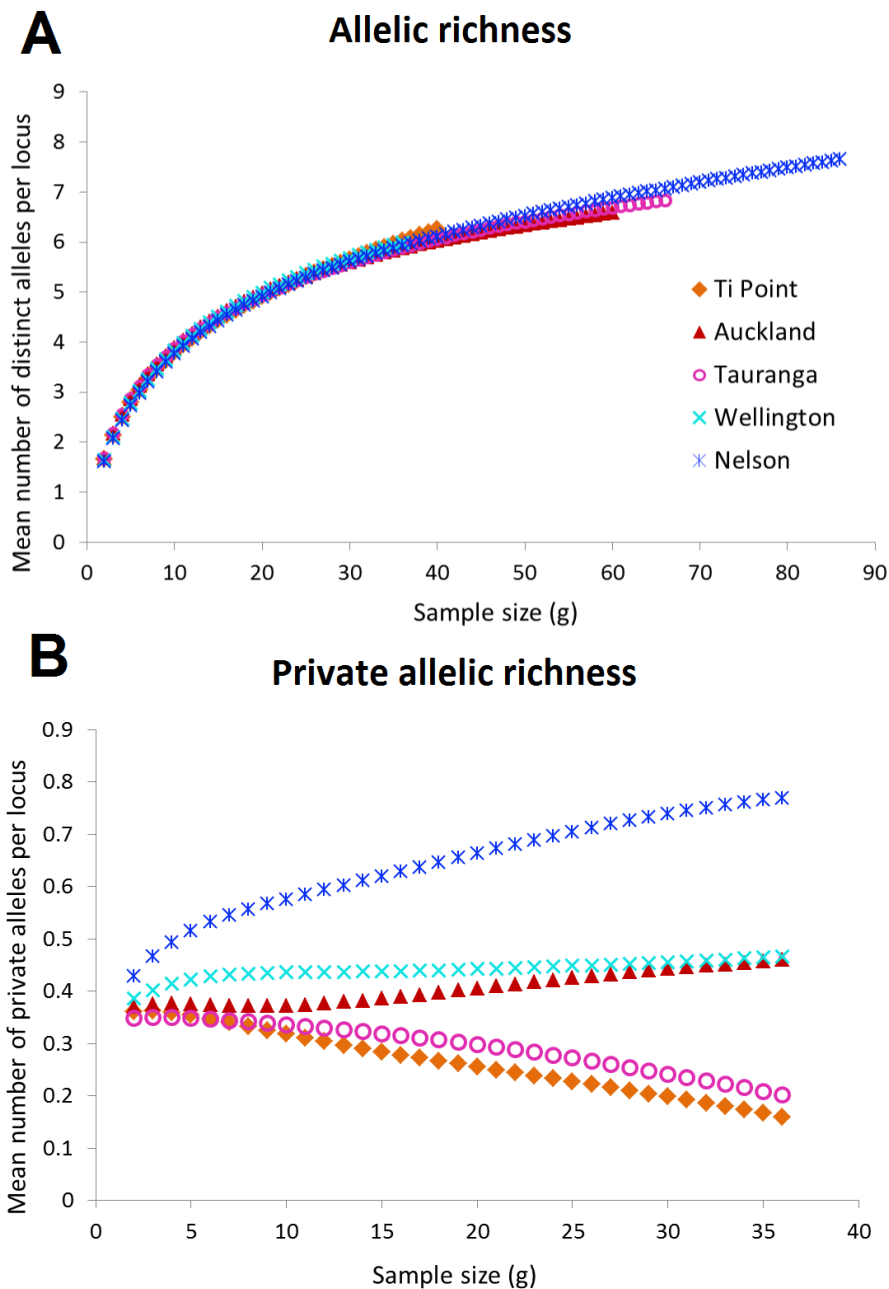 A
Allelic richness
Mean number of distinct alleles per locus
9
8
7
6
5
4
3
2
1
0
0 10 20 30 40 50 60 70 80 90
Sample size (g)
Ti Point
Auckland
Tauranga
Wellington
Nelson
B
Private allelic richness
Mean number of private alleles per locus
0.9
0.8
0.7
0.6
0.5
0.4
0.3
0.2
0.1
0
0 5 10 15 20 25 30 35 40
Sample size (g)